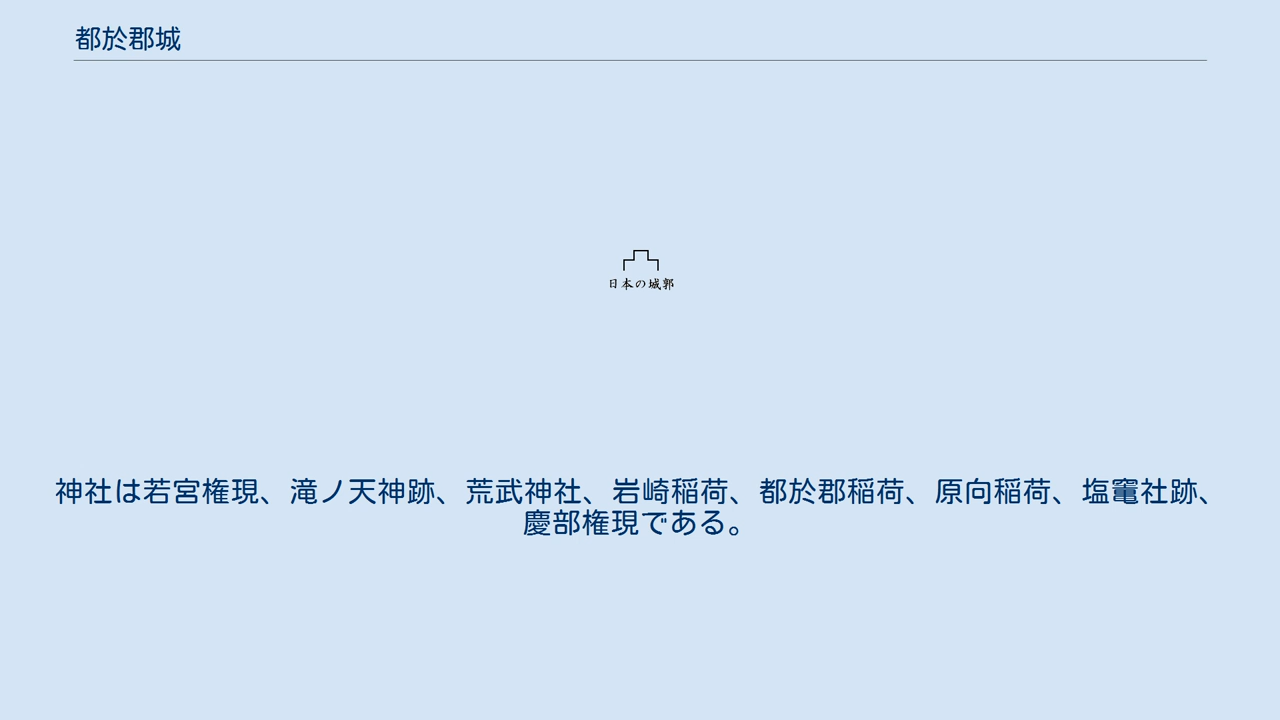 都於郡城
日本の城郭
神社は若宮権現、滝ノ天神跡、荒武神社、岩崎稲荷、都於郡稲荷、原向稲荷、塩竃社跡、
慶部権現である。